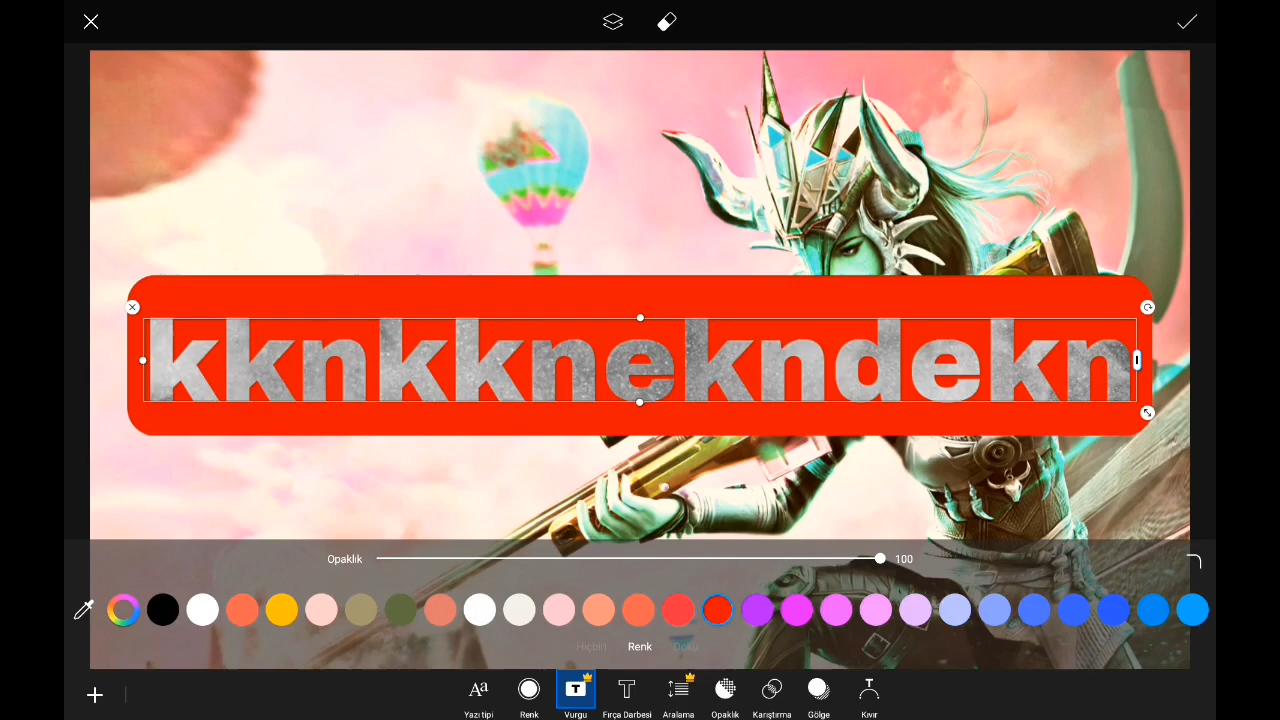 kknkknekndekn
Opaklık 100
Hiçbiri Renk Doku
Yazı tipi Renk Vurgu Fırça Darbesi Aralama Opaklık Karıştırma Gölge Kıvır